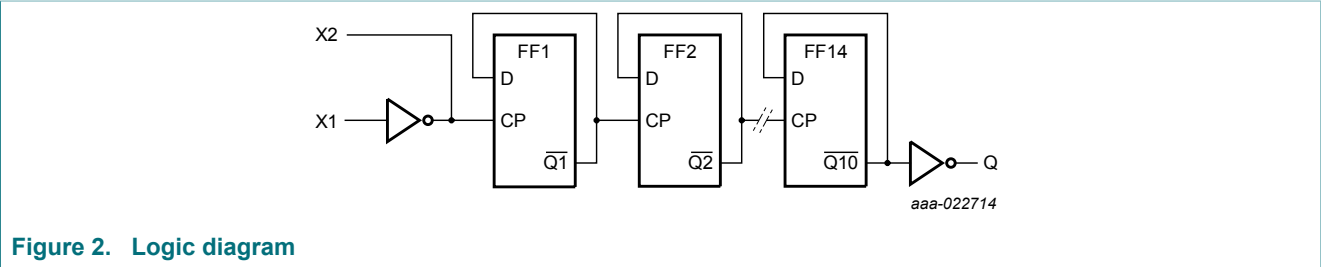 X2
FF1
FF2
FF14
D
D
D
X1
CP
CP
CP
Q1
Q2
Q10
Q
aaa-022714
Figure 2. Logic diagram